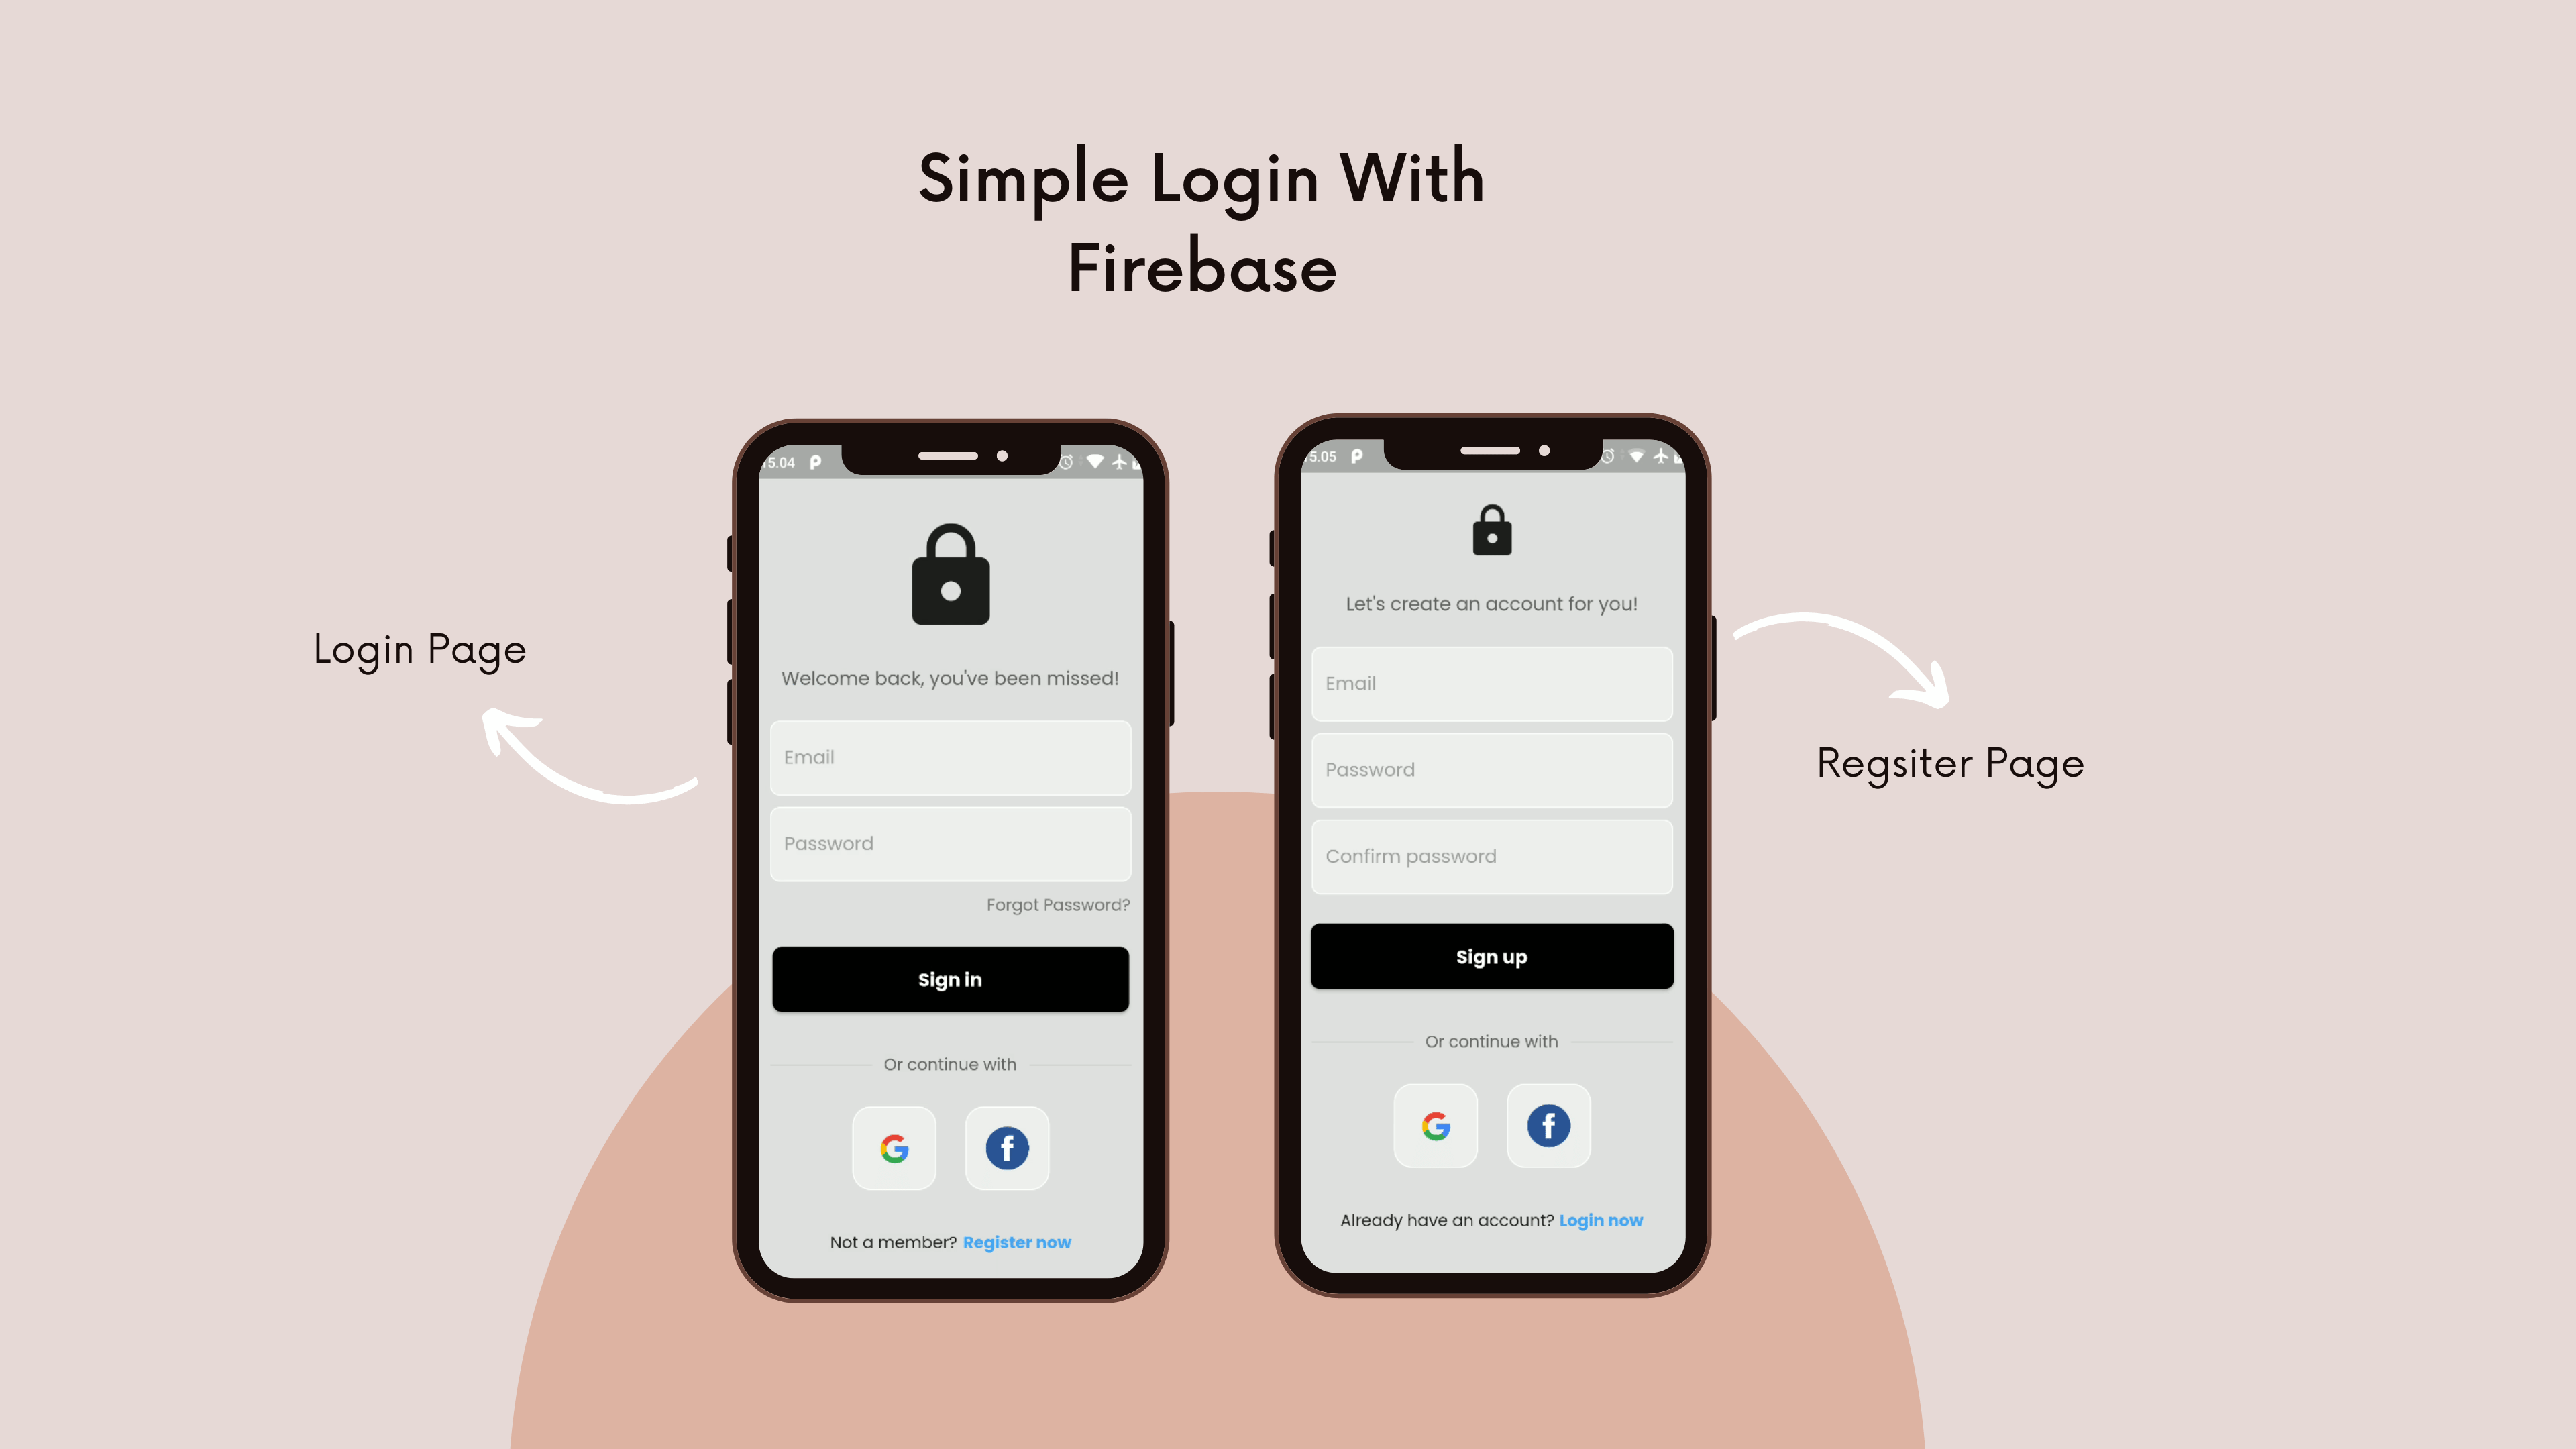 Simple Login With
Firebase
Login Page
5.04
Welcome back, you've been missed!
Email
Password
Forgot Password?
Sign in
Or continue with
Not a member? Register now
5.05
Let's create an account for you!
Email
Password
Confirm password
Sign up
Or continue with
Already have an account? Login now
Regsiter Page